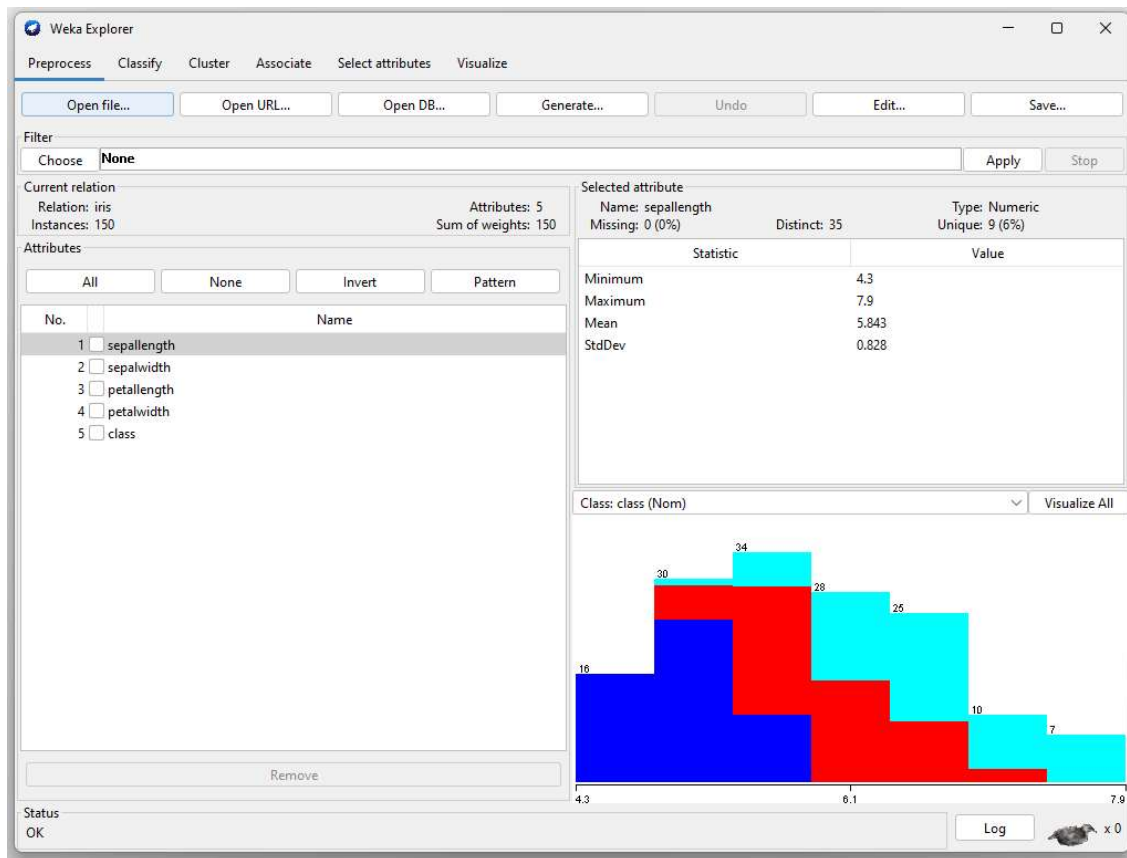 Weka Explorer
Preprocess Classify Cluster Associate Select attributes Visualize
Open file... Open URL... Open DB... Generate... Undo Edit... Save...
Filter
Choose None Apply Stop
Current relation
Relation: iris Attributes: 5
Instances: 150 Sum of weights: 150
Attributes
All None Invert Pattern
No. Name
1 sepallength
2 sepalwidth
3 petallength
4 petalwidth
5 class
Remove
Selected attribute
Name: sepallength Type: Numeric
Missing: 0 (0%) Distinct: 35 Unique: 9 (6%)
Statistic Value
Minimum 4.3
Maximum 7.9
Mean 5.843
StdDev 0.828
Class: class (Nom) Visualize All
16 30 34 28 25 10 7
4.3 6.1 7.9
Status
OK
Log x 0